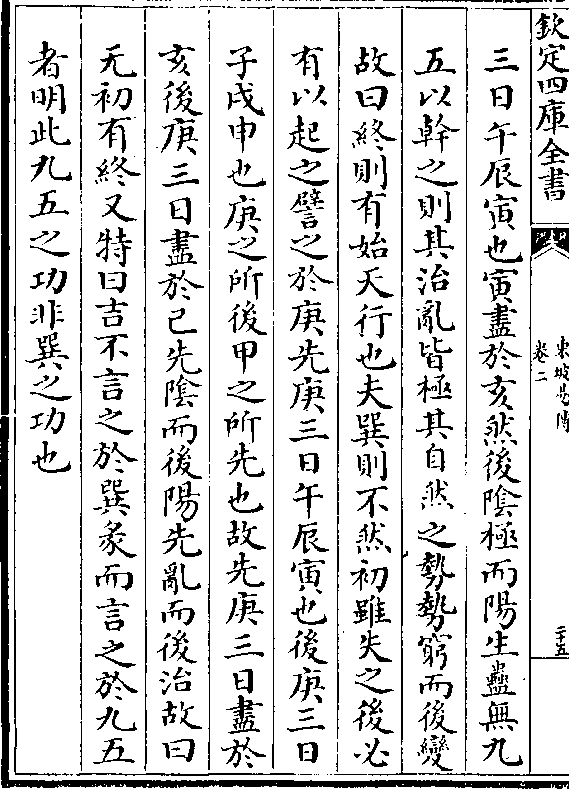 欽定四庫全書
東坡易傳
卷二
二十五
三日午辰寅也寅盡於亥然後陰極而陽生蠱無九
五以幹之則其治亂皆極其自然之勢勢窮而後變
故曰終則有始天行也夫巽則不然初雖失之後必
有以起之譬之於庚先庚三日午辰寅也後庚三日
子戌申也庚之所後甲之所先也故先庚三日盡於
亥後庚三日盡於己先陰而後陽先亂而後治故曰
无初有終又特曰吉不言之於巽彖而言之於九五
者明此九五之功非巽之功也